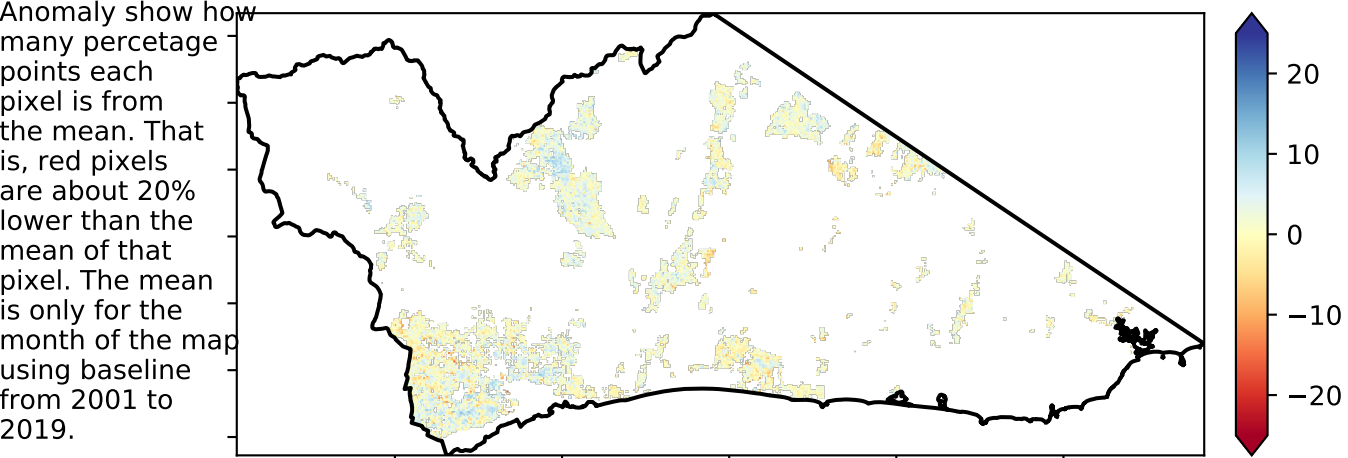 Anomaly show how
many percetage
points each
pixel is from
the mean. That
is, red pixels
are about 20%
lower than the
mean of that
pixel. The mean
is only for the
month of the map
using baseline
from 2001 to
2019.
20
10
0
−10
−20